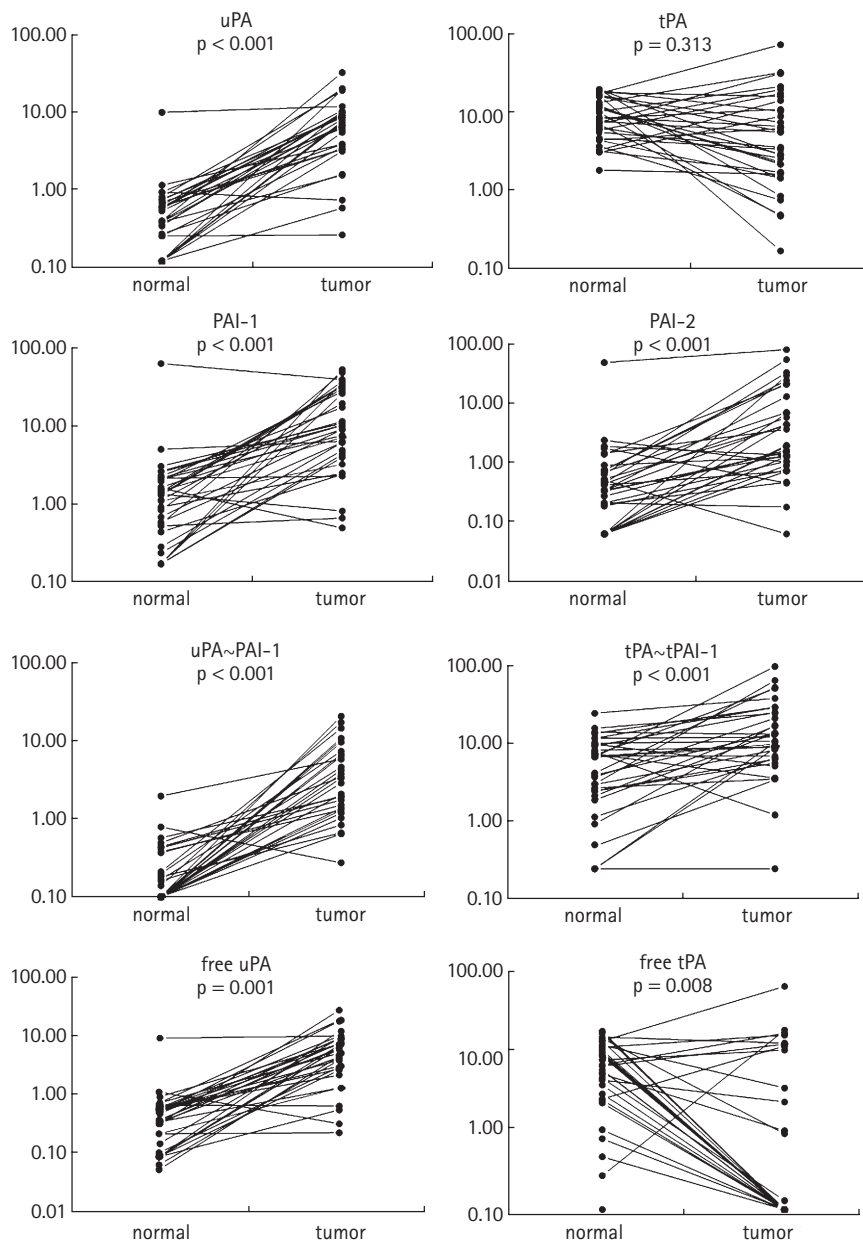 uPA
p < 0.001
100.00
10.00
1.00
0.10
normal tumor
tPA
p = 0.313
100.00
10.00
1.00
0.10
normal tumor
PAI-1
p < 0.001
100.00
10.00
1.00
0.10
normal tumor
PAI-2
p < 0.001
100.00
10.00
1.00
0.10
0.01
normal tumor
uPA~PAI-1
p < 0.001
100.00
10.00
1.00
0.10
normal tumor
tPA~tPAI-1
p < 0.001
100.00
10.00
1.00
0.10
normal tumor
free uPA
p = 0.001
100.00
10.00
1.00
0.10
0.01
normal tumor
free tPA
p = 0.008
100.00
10.00
1.00
0.10
normal tumor